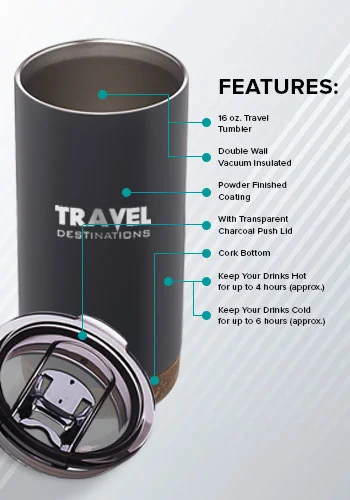 FEATURES:
16 oz. Travel
Tumbler
Double Wall
Vacuum Insulated
Powder Finished
Coating
With Transparent
Charcoal Push Lid
Cork Bottom
Keep Your Drinks Hot
for up to 4 hours (approx.)
Keep Your Drinks Cold
for up to 6 hours (approx.)
TRAVEL
DESTINATIONS